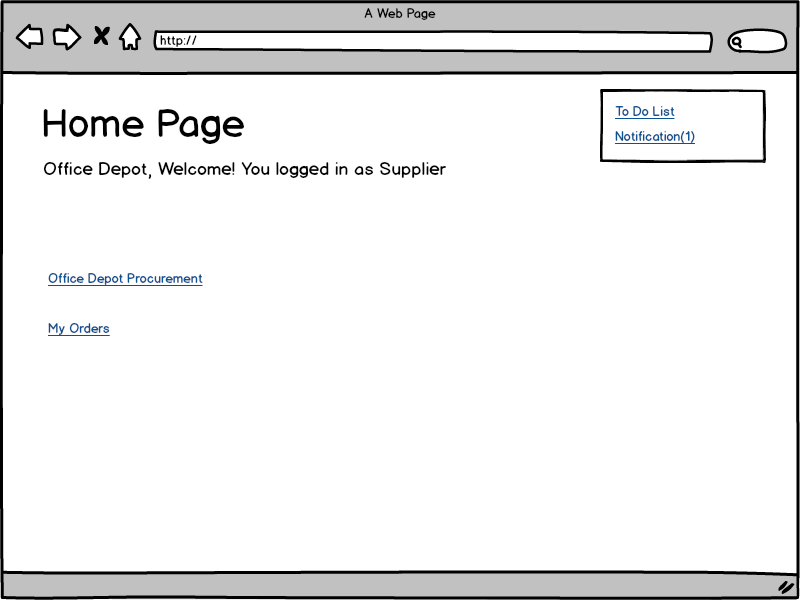 A Web Page
http://
Home Page
To Do List
Notification(1)
Office Depot, Welcome! You logged in as Supplier
Office Depot Procurement
My Orders